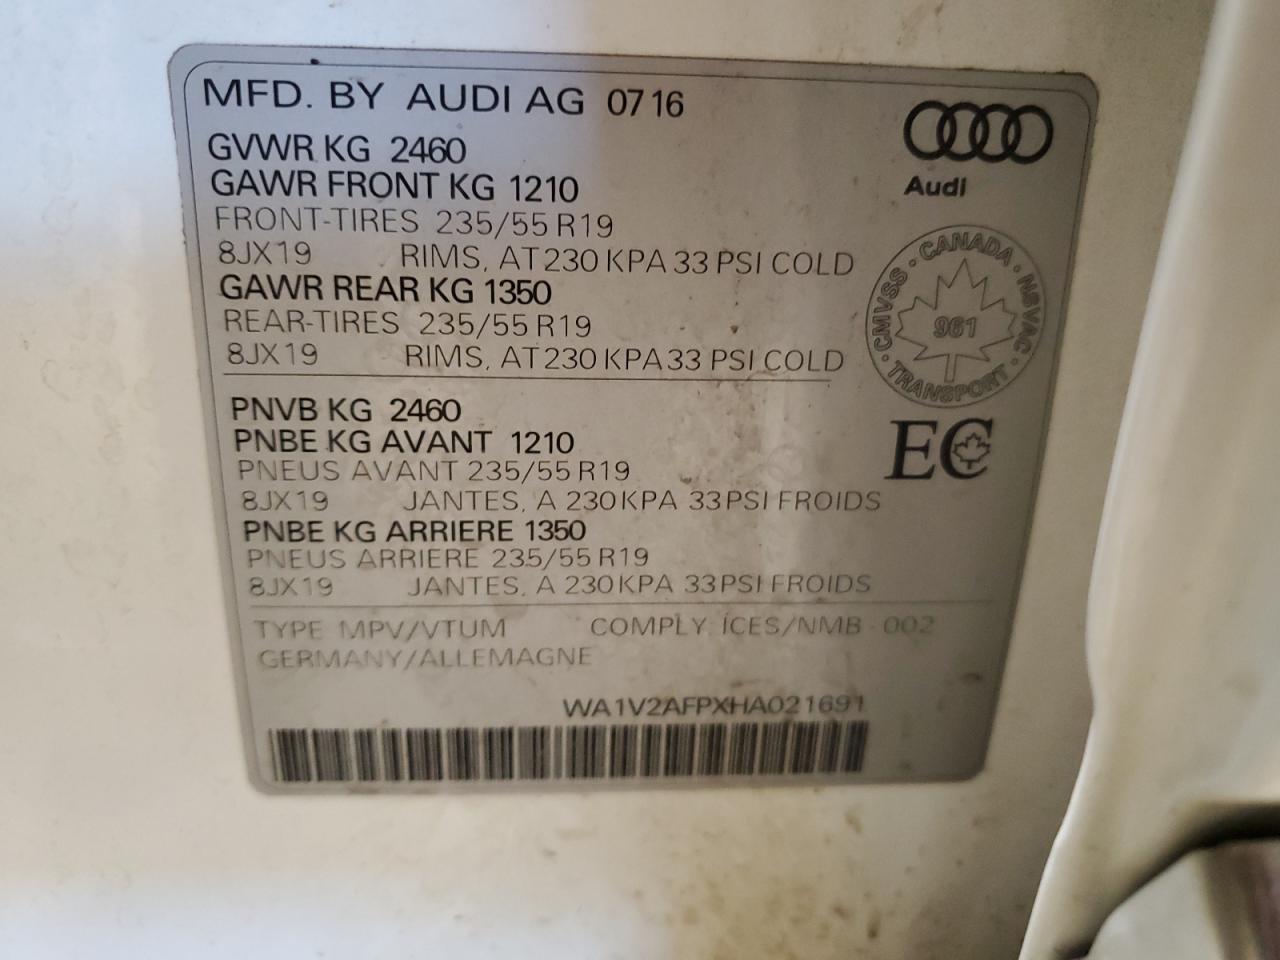 MFD. BY AUDI AG 07 16
GVWR KG 2460
GAWR FRONT KG 1210
FRONT-TIRES 235/55 R19
8JX19 RIMS, AT 230 KPA 33 PSI COLD
GAWR REAR KG 1350
REAR-TIRES 235/55 R19
8JX19 RIMS, AT 230 KPA 33 PSI COLD
PNVB KG 2460
PNBE KG AVANT 1210
PNEUS AVANT 235/55 R19
8JX19 JANTES, A 230 KPA 33 PSI FROIDS
PNBE KG ARRIERE 1350
PNEUS ARRIERE 235/55 R19
8JX19 JANTES, A 230 KPA 33 PSI FROIDS
TYPE MPV/VTUM COMPLY ICES/NMB - 002
GERMANY/ALLEMAGNE
WA1V2AFPXHA021691
Audi
CMVSS · CANADA · NSVAC · TRANSPORT ·
961
EC